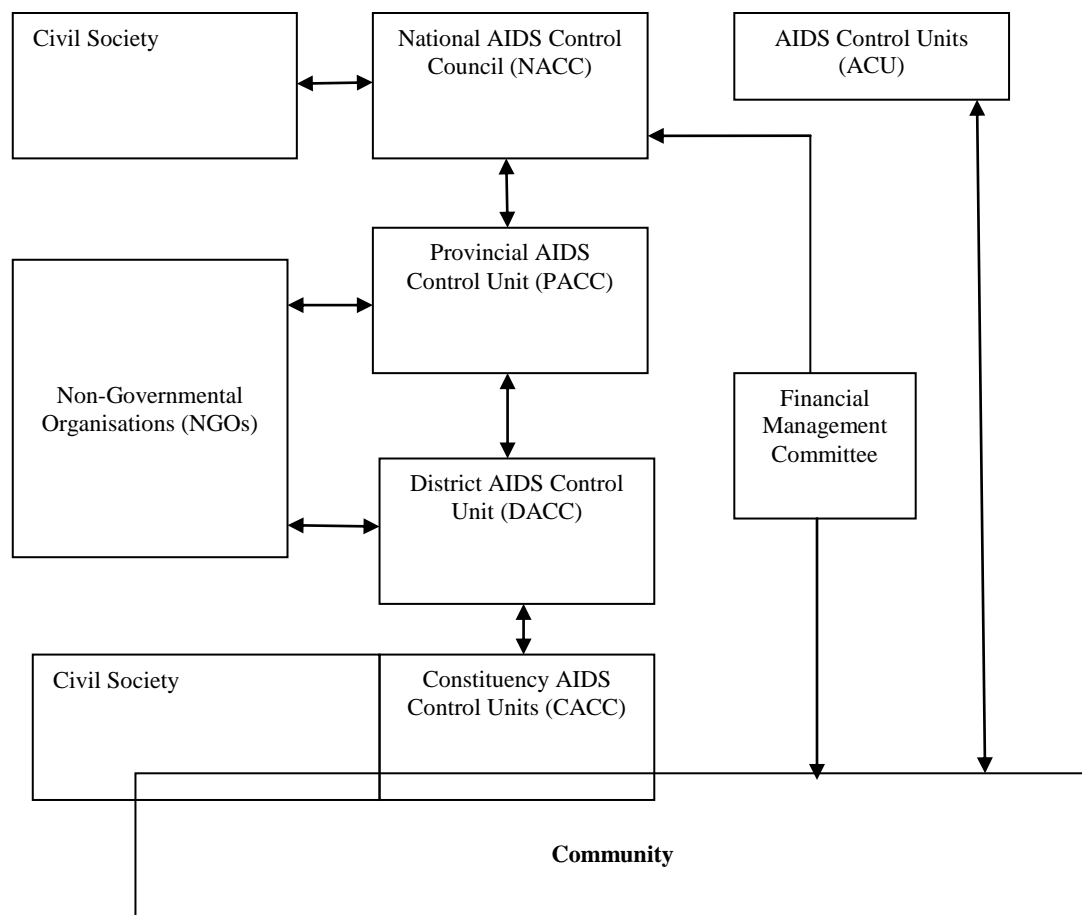 Civil Society
National AIDS Control
Council (NACC)
AIDS Control Units
(ACU)
Provincial AIDS
Control Unit (PACC)
Non-Governmental
Organisations (NGOs)
Financial
Management
Committee
District AIDS Control
Unit (DACC)
Civil Society
Constituency AIDS
Control Units (CACC)
Community